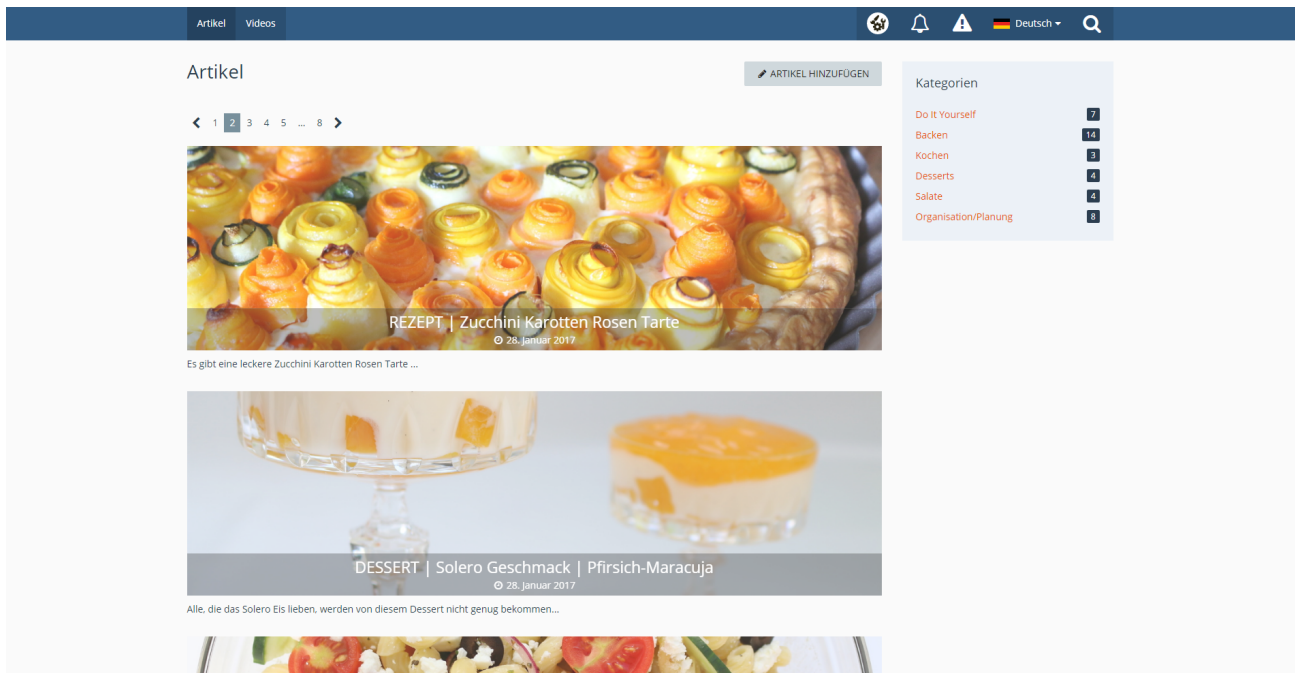 Artikel Videos Deutsch
Artikel
ARTIKEL HINZUFÜGEN
1 2 3 4 5 ... 8
REZEPT | Zucchini Karotten Rosen Tarte
28. Januar 2017
Es gibt eine leckere Zucchini Karotten Rosen Tarte ...
DESSERT | Solero Geschmack | Pfirsich-Maracuja
28. Januar 2017
Alle, die das Solero Eis lieben, werden von diesem Dessert nicht genug bekommen...
Kategorien
Do It Yourself 7
Backen 14
Kochen 3
Desserts 4
Salate 4
Organisation/Planung 8